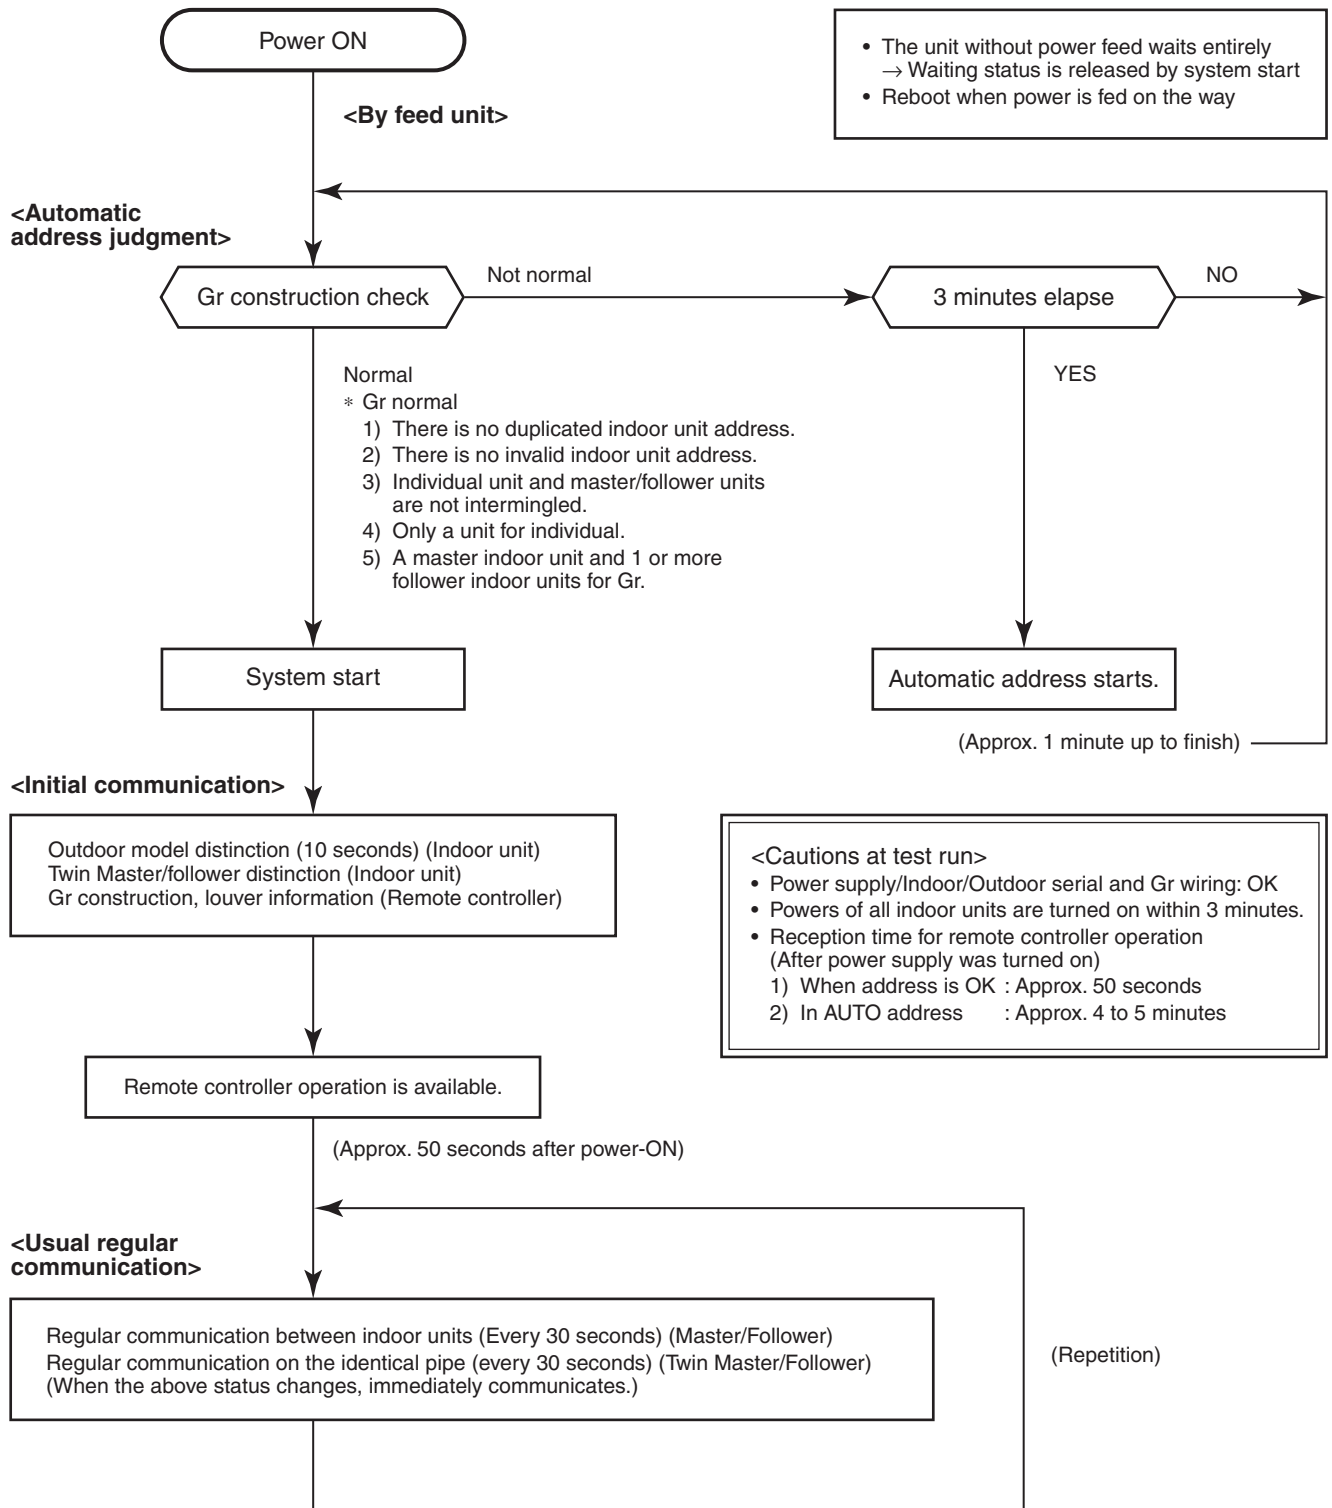 Power ON
• The unit without power feed waits entirely
→ Waiting status is released by system start
• Reboot when power is fed on the way
<By feed unit>
<Automatic
address judgment>
Gr construction check
Not normal
3 minutes elapse
NO
Normal
* Gr normal
1) There is no duplicated indoor unit address.
2) There is no invalid indoor unit address.
3) Individual unit and master/follower units
are not intermingled.
4) Only a unit for individual.
5) A master indoor unit and 1 or more
follower indoor units for Gr.
YES
System start
Automatic address starts.
(Approx. 1 minute up to finish)
<Initial communication>
Outdoor model distinction (10 seconds) (Indoor unit)
Twin Master/follower distinction (Indoor unit)
Gr construction, louver information (Remote controller)
<Cautions at test run>
• Power supply/Indoor/Outdoor serial and Gr wiring: OK
• Powers of all indoor units are turned on within 3 minutes.
• Reception time for remote controller operation
(After power supply was turned on)
1) When address is OK : Approx. 50 seconds
2) In AUTO address : Approx. 4 to 5 minutes
Remote controller operation is available.
(Approx. 50 seconds after power-ON)
<Usual regular
communication>
Regular communication between indoor units (Every 30 seconds) (Master/Follower)
Regular communication on the identical pipe (every 30 seconds) (Twin Master/Follower)
(When the above status changes, immediately communicates.)
(Repetition)